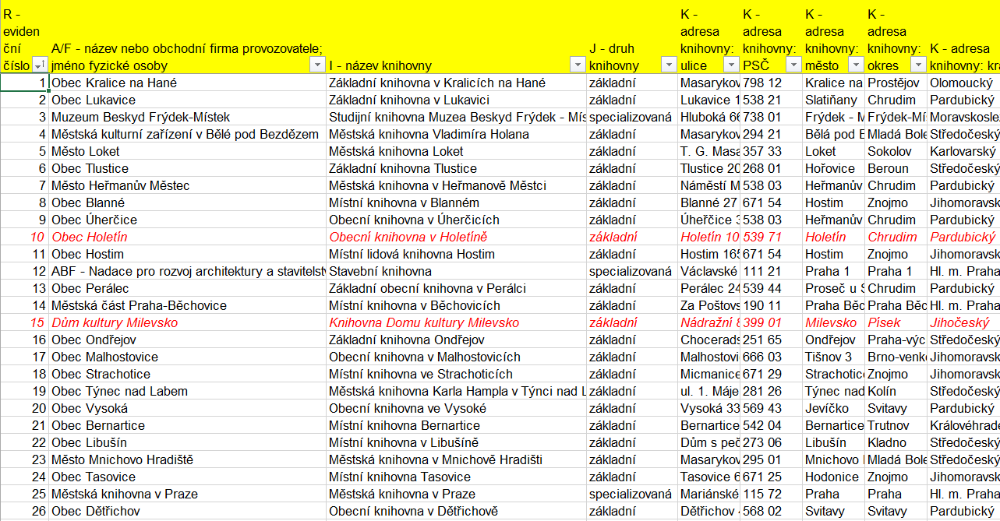 R - K - K - K - K -
eviden adresa adresa adresa adresa
ční A/F - název nebo obchodní firma provozovatele; J - druh knihovny: knihovny: knihovny: knihovny: K - adresa
číslo jméno fyzické osoby I - název knihovny knihovny ulice PSČ město okres knihovny: kra
1 Obec Kralice na Hané Základní knihovna v Kralicích na Hané základní Masarykov 798 12 Kralice na Prostějov Olomoucký
2 Obec Lukavice Základní knihovna v Lukavici základní Lukavice 1 538 21 Slatiňany Chrudim Pardubický
3 Muzeum Beskyd Frýdek-Místek Studijní knihovna Muzea Beskyd Frýdek - Mís specializovaná Hluboká 66 738 01 Frýdek - M Frýdek-Mí Moravskoslez
4 Městská kulturní zařízení v Bělé pod Bezdězem Městská knihovna Vladimíra Holana základní Masarykov 294 21 Bělá pod B Mladá Bole Středočeský
5 Město Loket Městská knihovna Loket základní T. G. Masa 357 33 Loket Sokolov Karlovarský
6 Obec Tlustice Základní knihovna Tlustice základní Tlustice 20 268 01 Hořovice Beroun Středočeský
7 Město Heřmanův Městec Městská knihovna v Heřmanově Městci základní Náměstí M 538 03 Heřmanův Chrudim Pardubický
8 Obec Blanné Místní knihovna v Blanném základní Blanné 27 671 54 Hostim Znojmo Jihomoravsk
9 Obec Úherčice Obecní knihovna v Úherčicích základní Úheřčice 3 538 03 Heřmanův Chrudim Pardubický
10 Obec Holetín Obecní knihovna v Holetíně základní Holetín 10 539 71 Holetín Chrudim Pardubický
11 Obec Hostim Místní lidová knihovna Hostim základní Hostim 165 671 54 Hostim Znojmo Jihomoravsk
12 ABF - Nadace pro rozvoj architektury a stavitelstv Stavební knihovna specializovaná Václavské 111 21 Praha 1 Praha 1 Hl. m. Praha
13 Obec Perálec Základní obecní knihovna v Perálci základní Perálec 24 539 44 Proseč u S Chrudim Pardubický
14 Městská část Praha-Běchovice Místní knihovna v Běchovicích základní Za Poštov 190 11 Praha Běc Praha Běc Hl. m. Praha
15 Dům kultury Milevsko Knihovna Domu kultury Milevsko základní Nádražní 8 399 01 Milevsko Písek Jihočeský
16 Obec Ondřejov Základní knihovna Ondřejov základní Chocerads 251 65 Ondřejov Praha-výc Středočeský
17 Obec Malhostovice Obecní knihovna v Malhostovicích základní Malhostovi 666 03 Tišnov 3 Brno-venko Jihomoravsk
18 Obec Strachotice Místní knihovna ve Strachoticích základní Micmanice 671 29 Strachotic Znojmo Jihomoravsk
19 Obec Týnec nad Labem Městská knihovna Karla Hampla v Týnci nad L základní ul. 1. Máje 281 26 Týnec nad Kolín Středočeský
20 Obec Vysoká Obecní knihovna ve Vysoké základní Vysoká 33 569 43 Jevíčko Svitavy Pardubický
21 Obec Bernartice Místní knihovna Bernartice základní Bernartice 542 04 Bernartice Trutnov Královéhrade
22 Obec Libušín Místní knihovna v Libušíně základní Dům s peč 273 06 Libušín Kladno Středočeský
23 Město Mnichovo Hradiště Městská knihovna v Mnichově Hradišti základní Masarykov 295 01 Mnichovo Mladá Bole Středočeský
24 Obec Tasovice Místní knihovna Tasovice základní Tasovice 6 671 25 Hodonice Znojmo Jihomoravsk
25 Městská knihovna v Praze Městská knihovna v Praze specializovaná Mariánské 115 72 Praha Praha Hl. m. Praha
26 Obec Dětřichov Obecní knihovna v Dětřichově základní Dětřichov 568 02 Svitavy Svitavy Pardubický